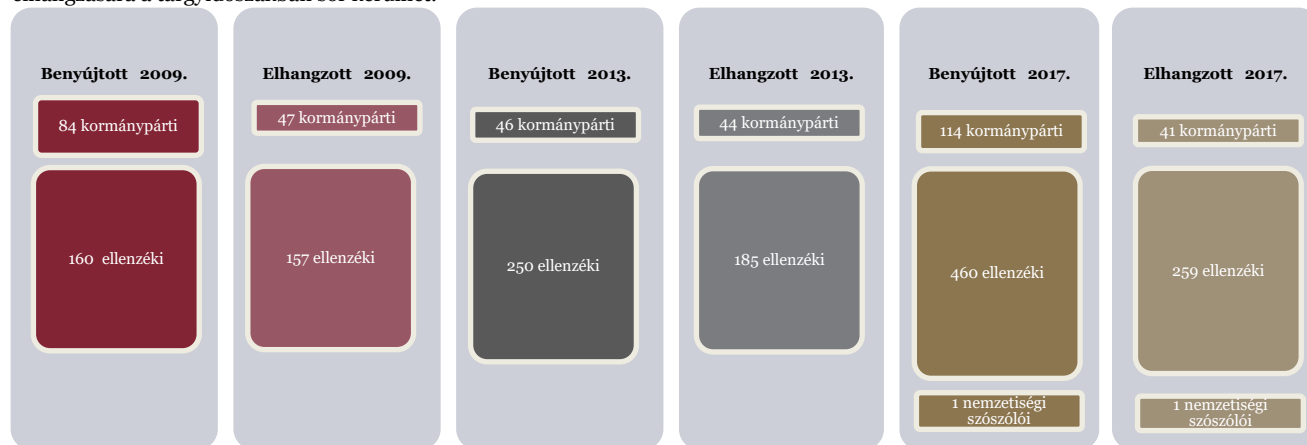 Benyújtott 2009.
84 kormánypárti
160 ellenzéki
Elhangzott 2009.
47 kormánypárti
157 ellenzéki
Benyújtott 2013.
46 kormánypárti
250 ellenzéki
Elhangzott 2013.
44 kormánypárti
185 ellenzéki
Benyújtott 2017.
114 kormánypárti
460 ellenzéki
1 nemzetiségi
szószólói
Elhangzott 2017.
41 kormánypárti
259 ellenzéki
1 nemzetiségi
szószólói